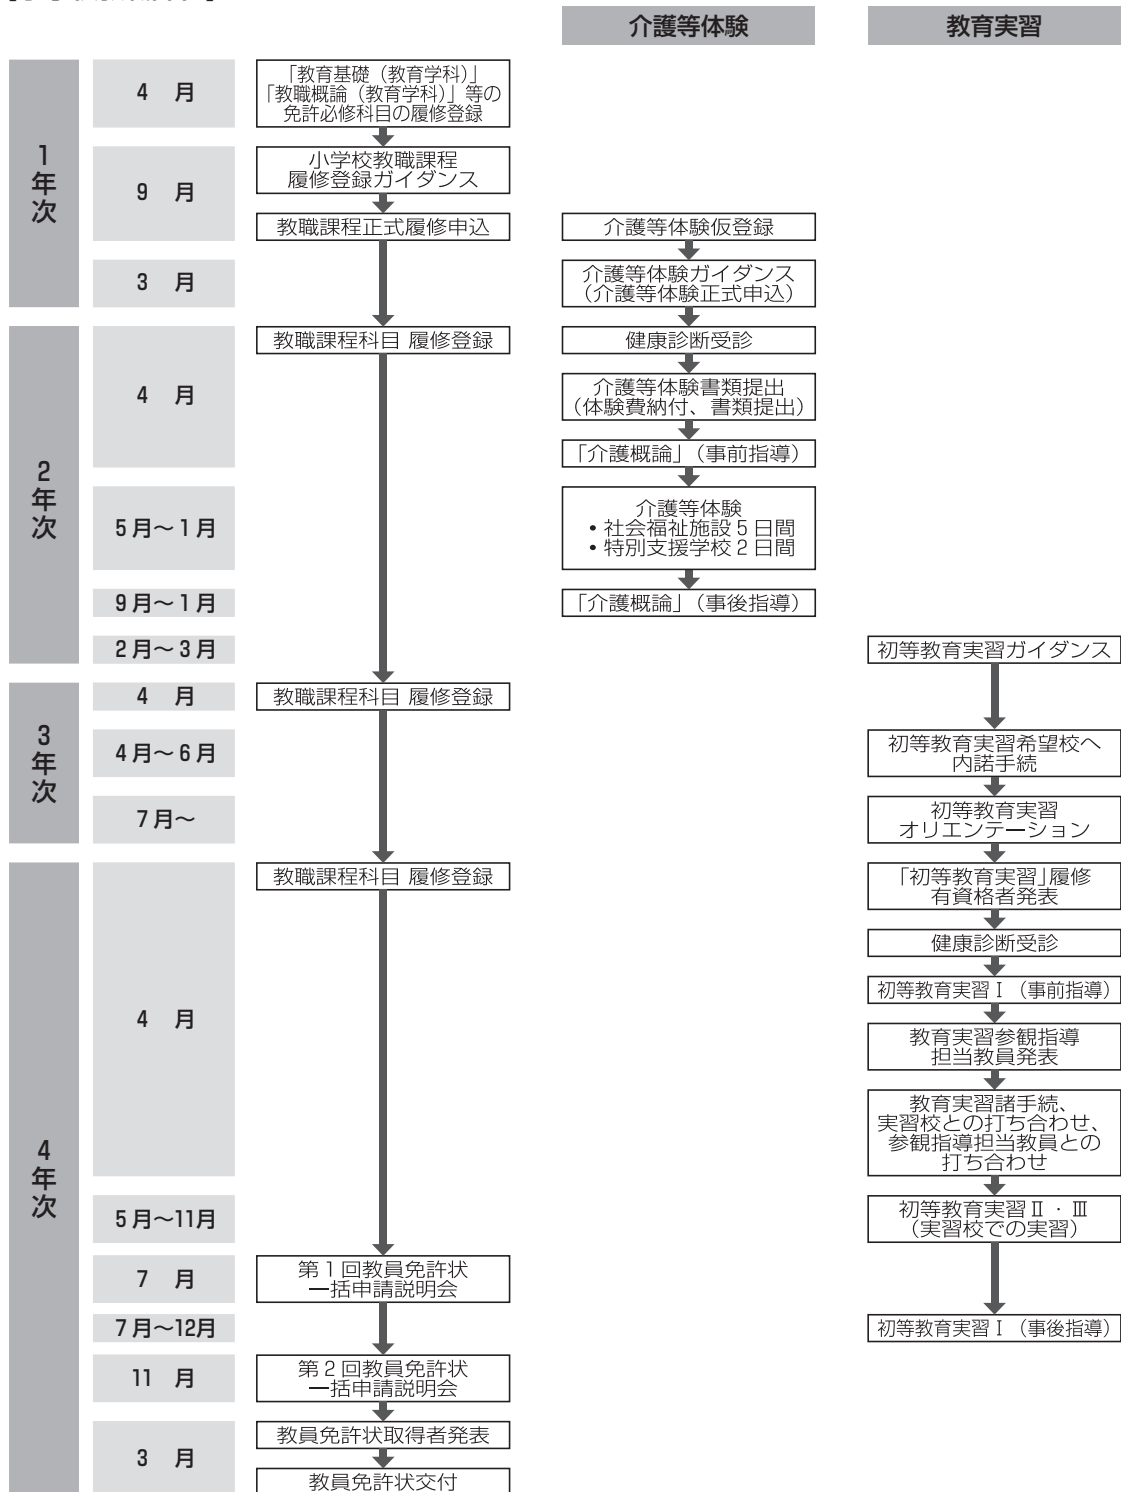 介護等体験
教育実習
1年次
4 月
「教育基礎（教育学科）」
「教職概論（教育学科）」等の
免許必修科目の履修登録
9 月
小学校教職課程
履修登録ガイダンス
教職課程正式履修申込
介護等体験仮登録
3 月
介護等体験ガイダンス
（介護等体験正式申込）
2年次
4 月
教職課程科目 履修登録
健康診断受診
介護等体験書類提出
（体験費納付、書類提出）
「介護概論」（事前指導）
5月～1月
介護等体験
・社会福祉施設5日間
・特別支援学校2日間
9月～1月
「介護概論」（事後指導）
2月～3月
初等教育実習ガイダンス
3年次
4 月
教職課程科目 履修登録
4月～6月
初等教育実習希望校へ
内諾手続
7月～
初等教育実習
オリエンテーション
4年次
4 月
教職課程科目 履修登録
「初等教育実習」履修
有資格者発表
健康診断受診
初等教育実習Ⅰ（事前指導）
教育実習参観指導
担当教員発表
教育実習諸手続、
実習校との打ち合わせ、
参観指導担当教員との
打ち合わせ
5月～11月
初等教育実習Ⅱ・Ⅲ
（実習校での実習）
7 月
第1回教員免許状
一括申請説明会
7月～12月
初等教育実習Ⅰ（事後指導）
11 月
第2回教員免許状
一括申請説明会
3 月
教員免許状取得者発表
教員免許状交付